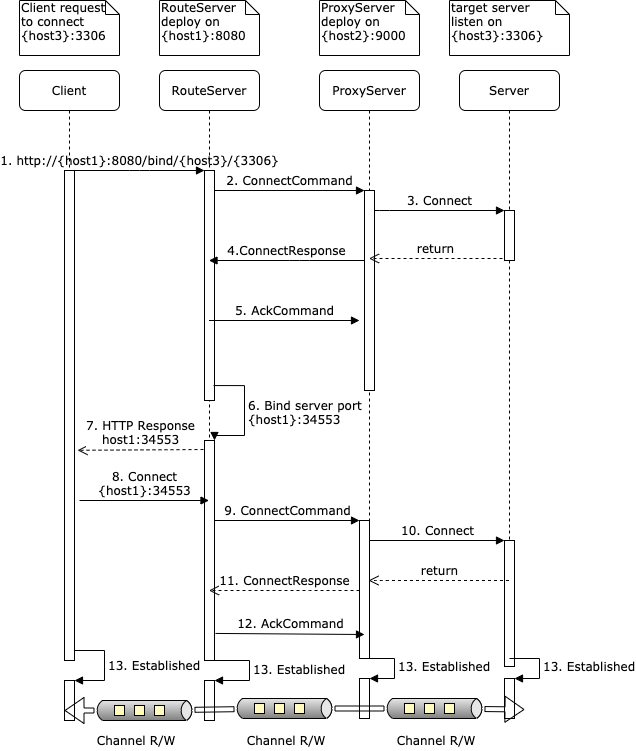 Client request
to connect
{host3}:3306
RouteServer
deploy on
{host1}:8080
ProxyServer
deploy on
{host2}:9000
target server
listen on
{host3}:3306}
Client
RouteServer
ProxyServer
Server
1. http://{host1}:8080/bind/{host3}/{3306}
2. ConnectCommand
3. Connect
return
4.ConnectResponse
5. AckCommand
6. Bind server port
{host1}:34553
7. HTTP Response
host1:34553
8. Connect
{host1}:34553
9. ConnectCommand
10. Connect
return
11. ConnectResponse
12. AckCommand
13. Established
13. Established
13. Established
13. Established
Channel R/W
Channel R/W
Channel R/W